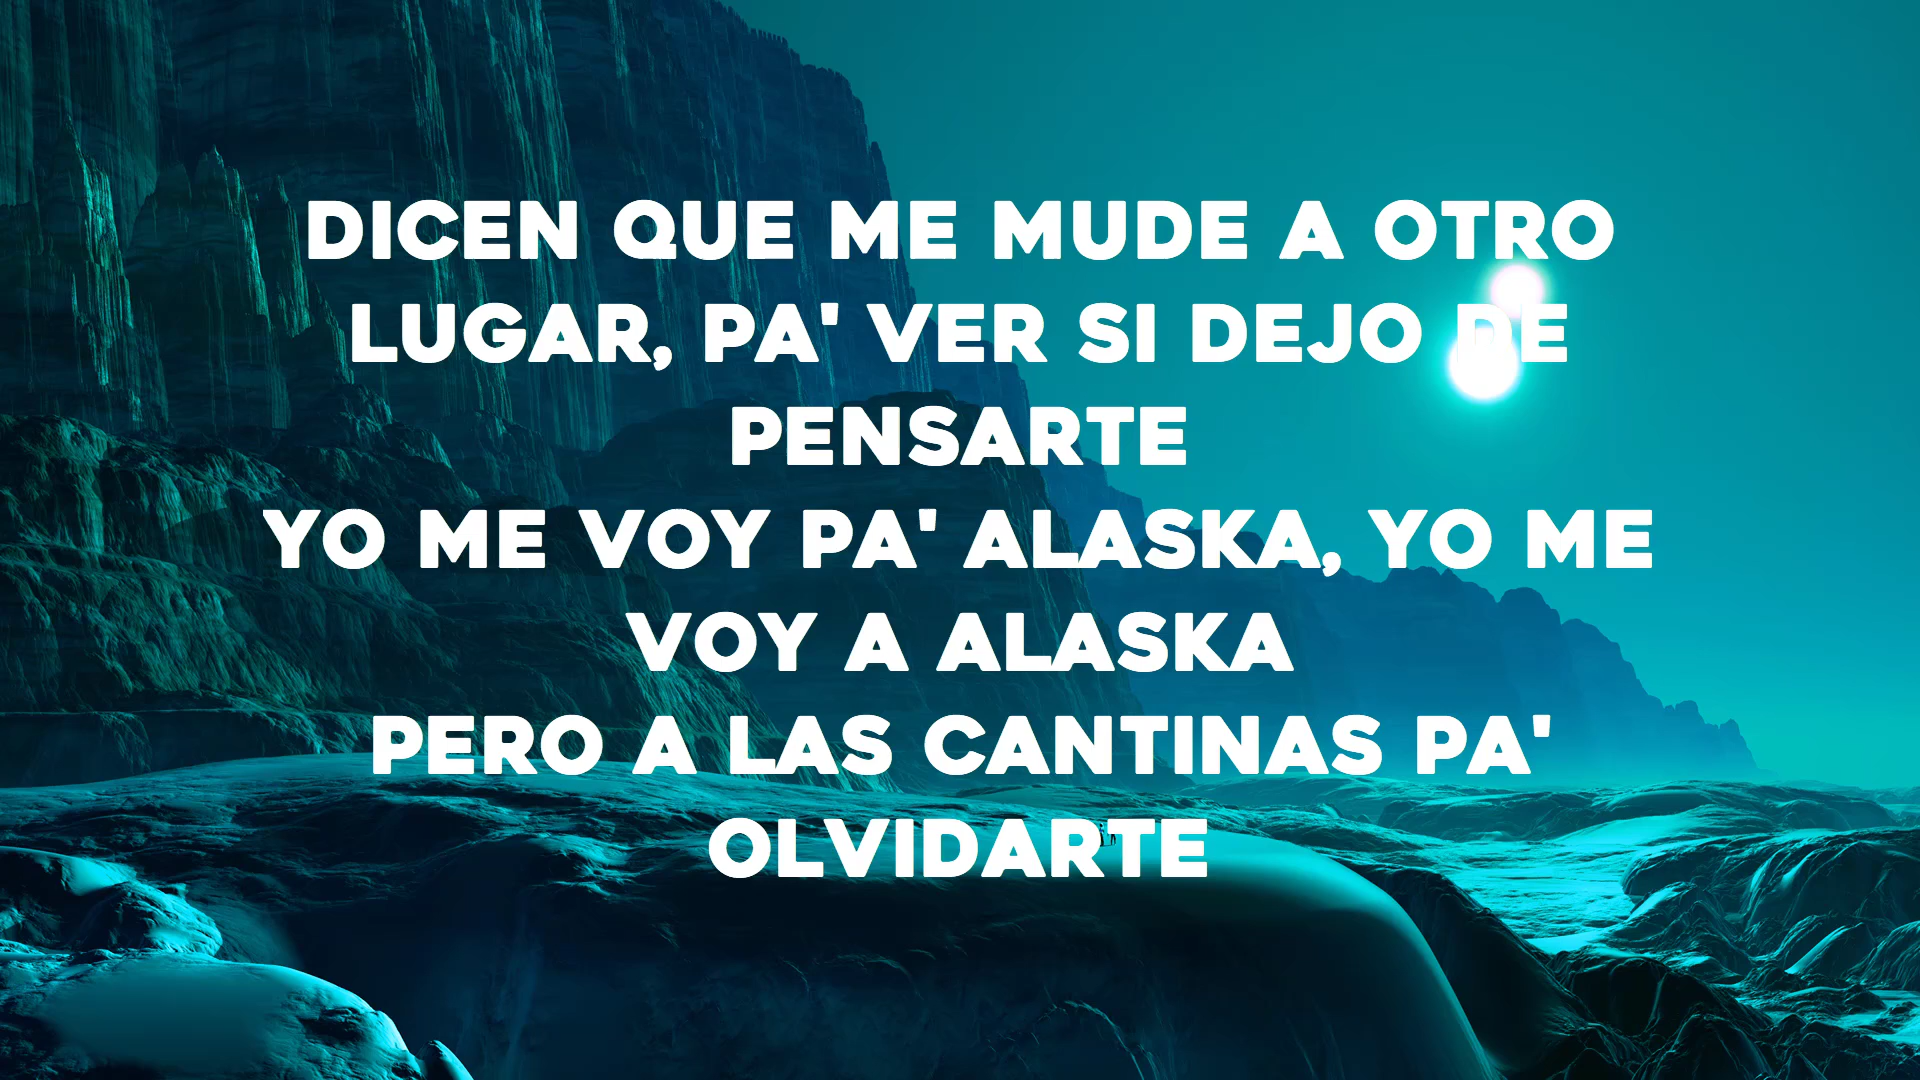 DICEN QUE ME MUDE A OTRO
LUGAR, PA' VER SI DEJO DE
PENSARTE
YO ME VOY PA' ALASKA, YO ME
VOY A ALASKA
PERO A LAS CANTINAS PA'
OLVIDARTE